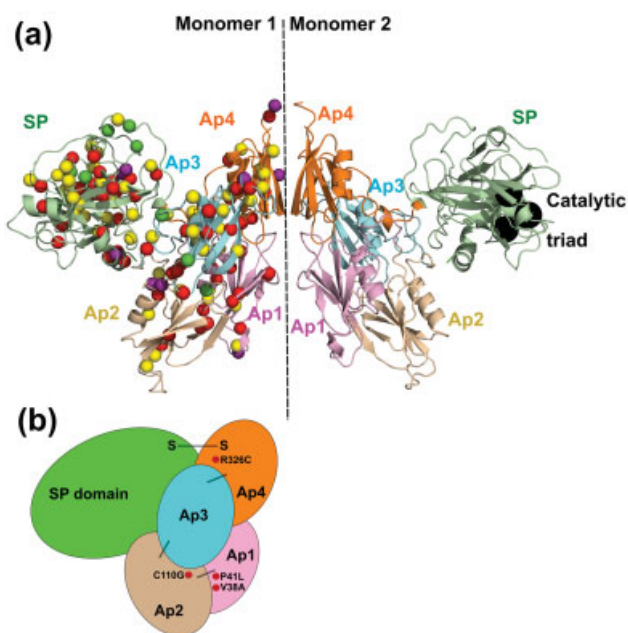 (a)
Monomer 1 Monomer 2
SP
Ap4
Ap3
Ap2
Ap1
Ap4
Ap3
SP
Catalytic
triad
Ap1
Ap2
(b)
S S
R326C
SP domain
Ap4
Ap3
Ap1
C110G
P41L
V38A
Ap2